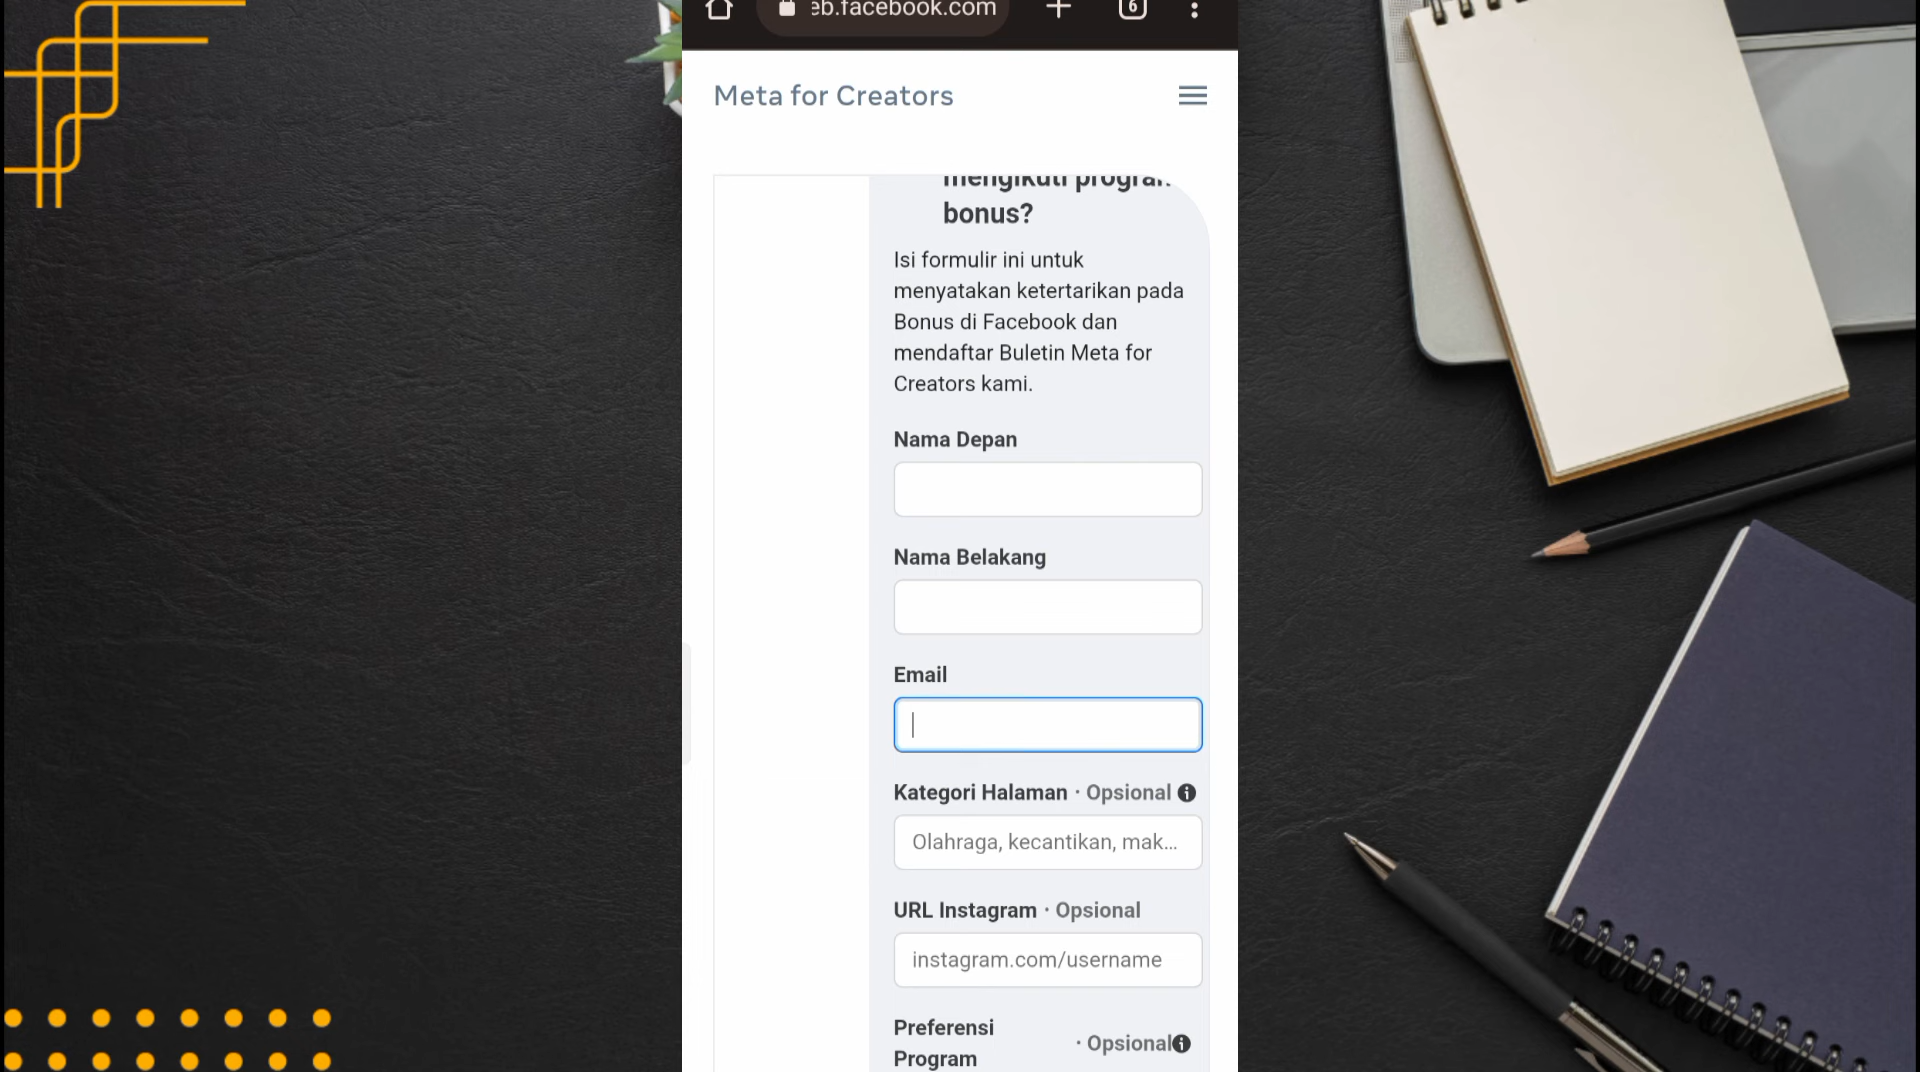 eb.facebook.com
6
Meta for Creators
mengikuti program
bonus?
Isi formulir ini untuk
menyatakan ketertarikan pada
Bonus di Facebook dan
mendaftar Buletin Meta for
Creators kami.
Nama Depan
Nama Belakang
Email
Kategori Halaman · Opsional
Olahraga, kecantikan, mak...
URL Instagram · Opsional
instagram.com/username
Preferensi
Program · Opsional